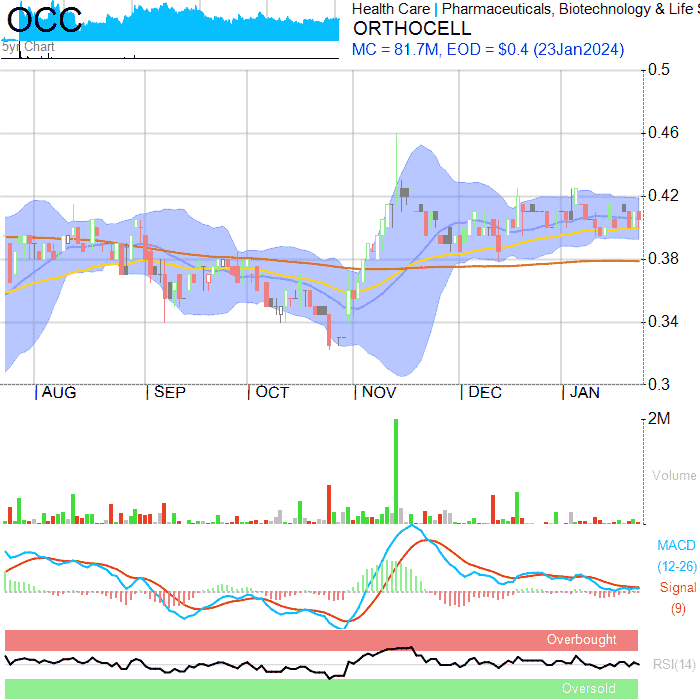 OCC
5yr Chart
Health Care | Pharmaceuticals, Biotechnology & Life
ORTHOCELL
MC = 81.7M, EOD = $0.4 (23Jan2024)
0.5
0.46
0.42
0.38
0.34
0.3
|AUG |SEP |OCT |NOV |DEC |JAN
2M
Volume
MACD
(12-26)
Signal
(9)
Overbought
RSI(14)
Oversold